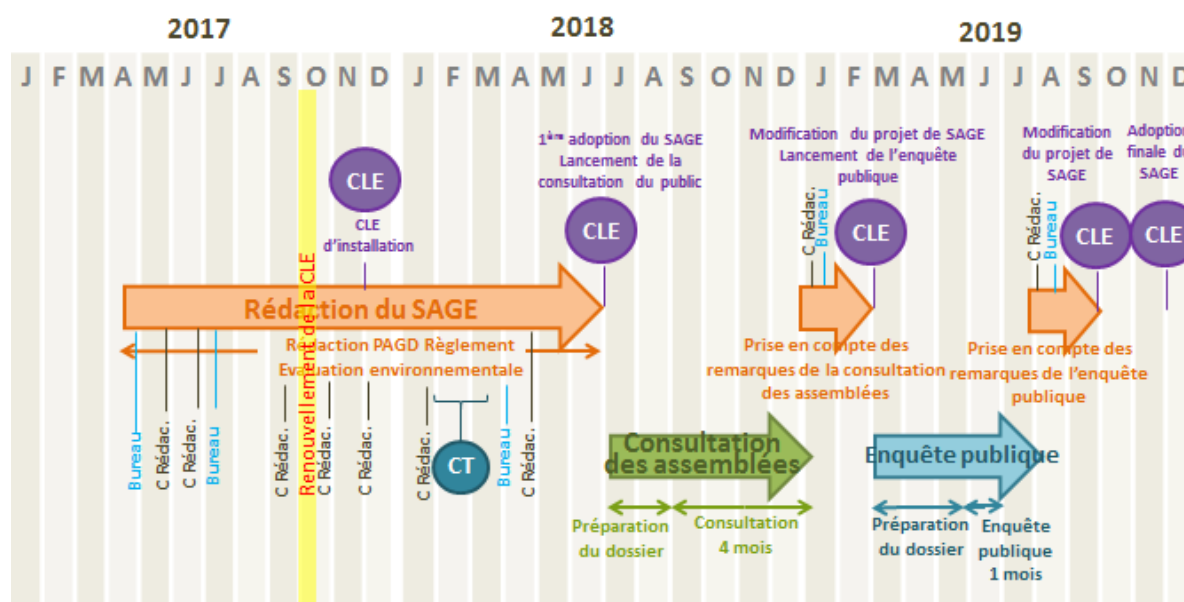 2017
2018
2019
J F M A M J J A S O N D J F M A M J J A S O N D J F M A M J J A S O N D
1ère adoption du SAGE
Lancement de la
consultation du public
Modification du projet de SAGE
Lancement de l'enquête
publique
Modification
du projet de
SAGE
Adoption
finale du
SAGE
CLE
CLE
CLE
CLE
CLE
CLE
d'installation
C Rédac.
Bureau
C Rédac.
Bureau
Renouvellement de la CLE
Rédaction du SAGE
Rédaction PAGD Règlement
Evaluation environnementale
Prise en compte des
remarques de la consultation
des assemblées
Prise en compte des
remarques de l'enquête
publique
Bureau
C Rédac.
C Rédac.
Bureau
C Rédac.
C Rédac.
C Rédac.
C Rédac.
CT
Bureau
C Rédac.
Consultation
des assemblées
Enquête publique
Préparation
du dossier
Consultation
4 mois
Préparation
du dossier
Enquête
publique
1 mois